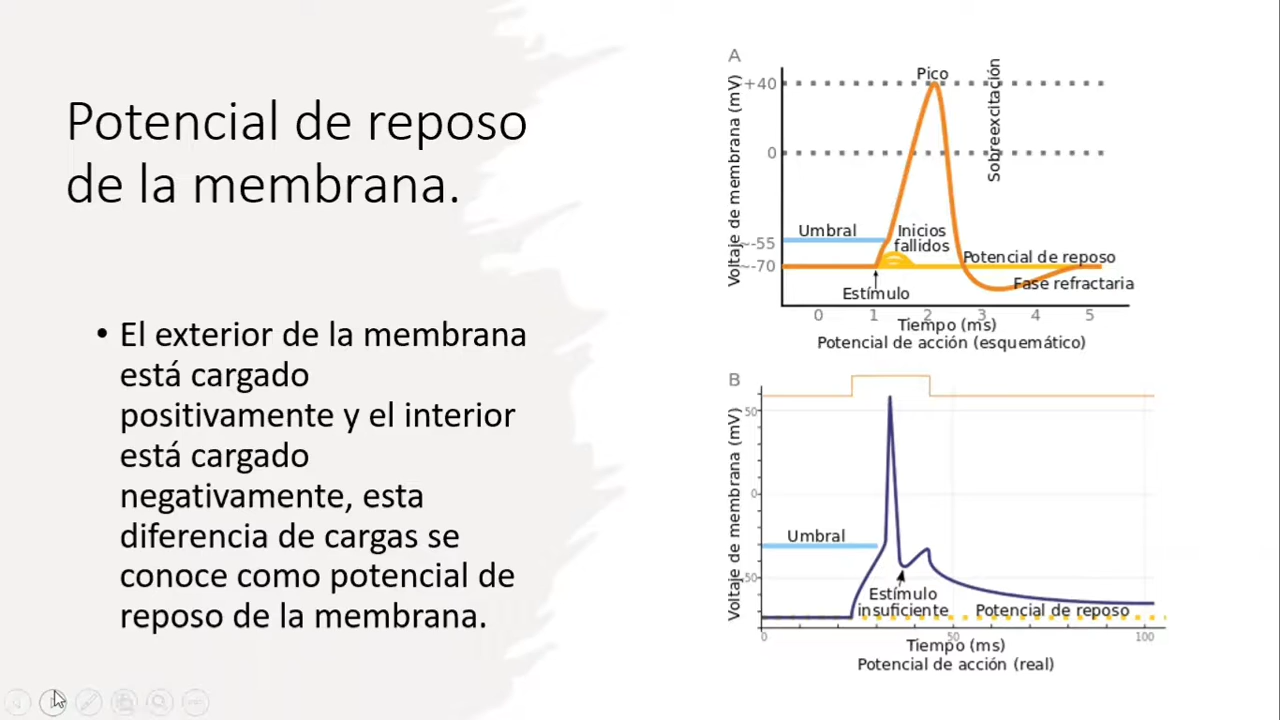 Potencial de reposo
de la membrana.
• El exterior de la membrana
está cargado
positivamente y el interior
está cargado
negativamente, esta
diferencia de cargas se
conoce como potencial de
reposo de la membrana.
A
Voltaje de membrana (mV)
+40
0
~-55
~-70
Pico
Sobreexcitación
Umbral
Inicios
fallidos
Potencial de reposo
Fase refractaria
Estímulo
0 1 2 3 4 5
Tiempo (ms)
Potencial de acción (esquemático)
B
Voltaje de membrana (mV)
50
0
50
Umbral
Estímulo
insuficiente
Potencial de reposo
0 50 100
Tiempo (ms)
Potencial de acción (real)